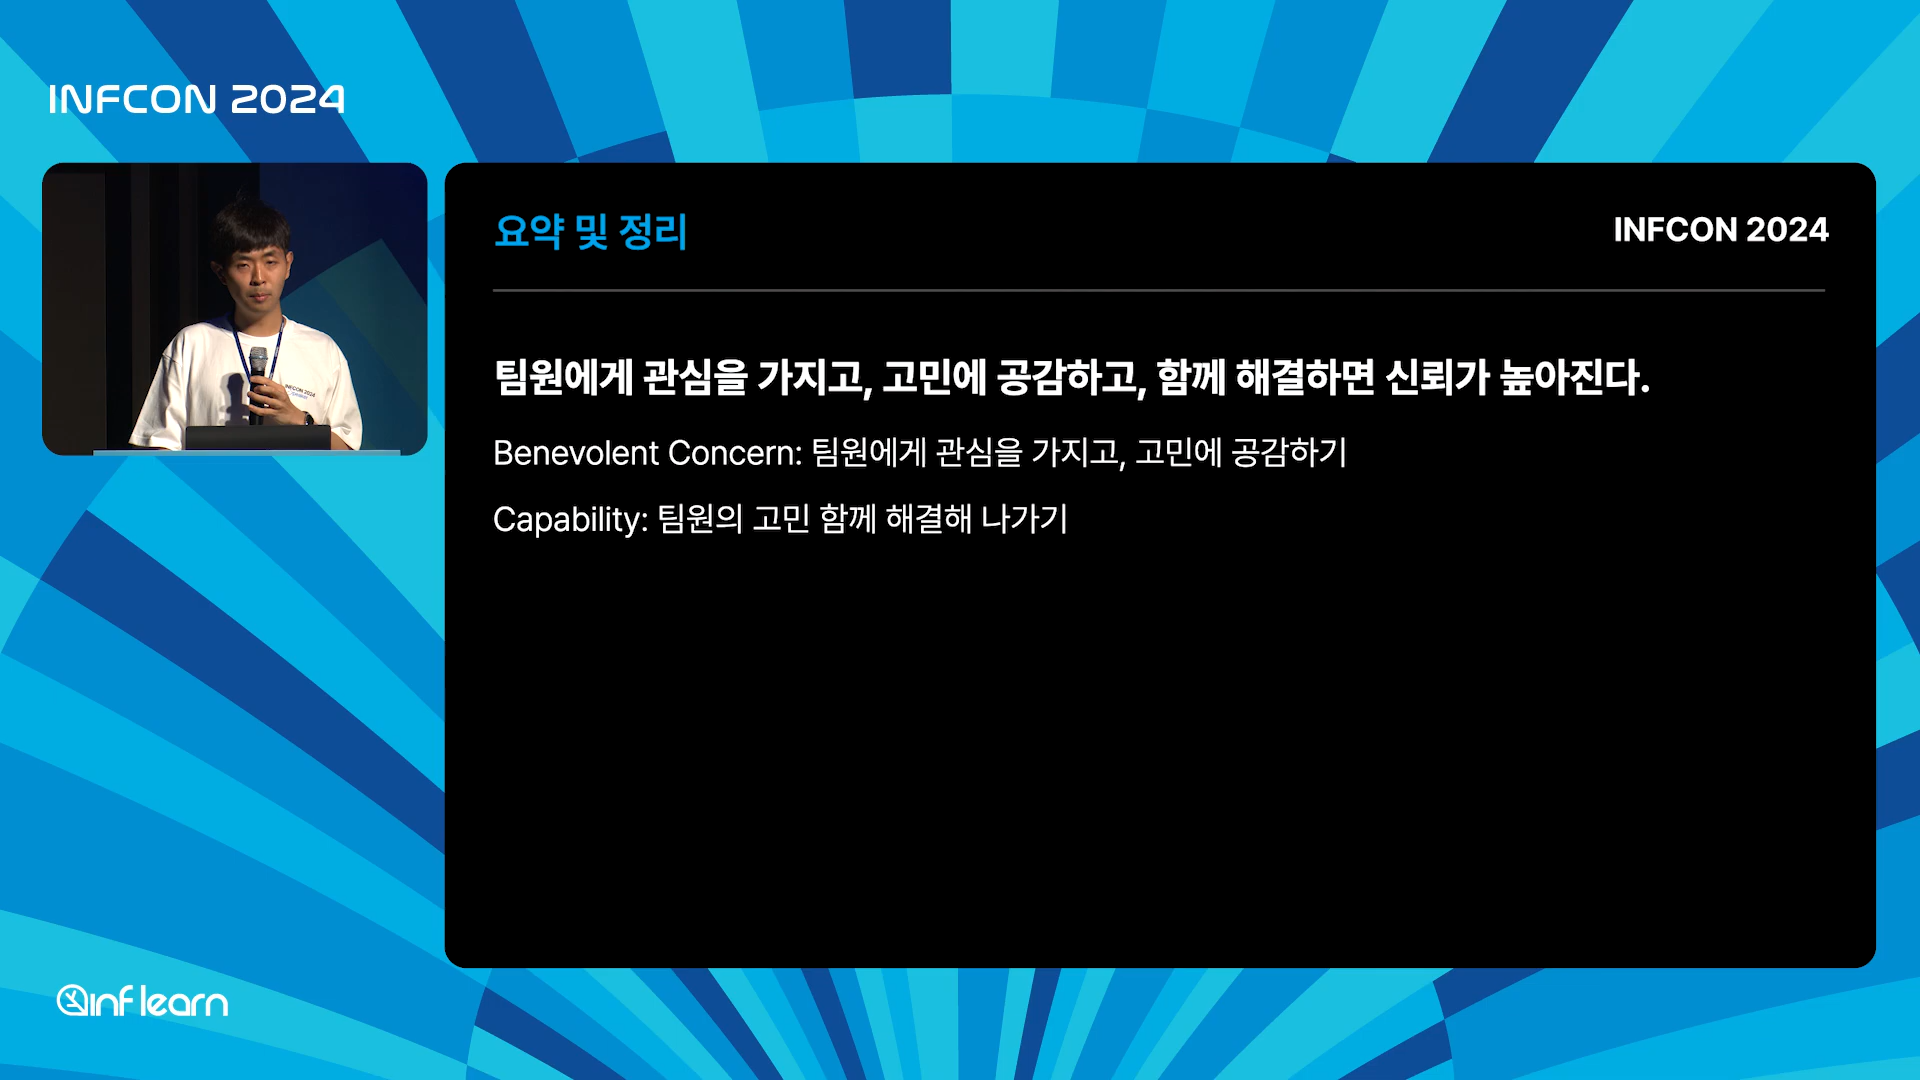 INFCON 2024
요약 및 정리
INFCON 2024
팀원에게 관심을 가지고, 고민에 공감하고, 함께 해결하면 신뢰가 높아진다.
Benevolent Concern: 팀원에게 관심을 가지고, 고민에 공감하기
Capability: 팀원의 고민 함께 해결해 나가기
INFCON 2024
inflearn